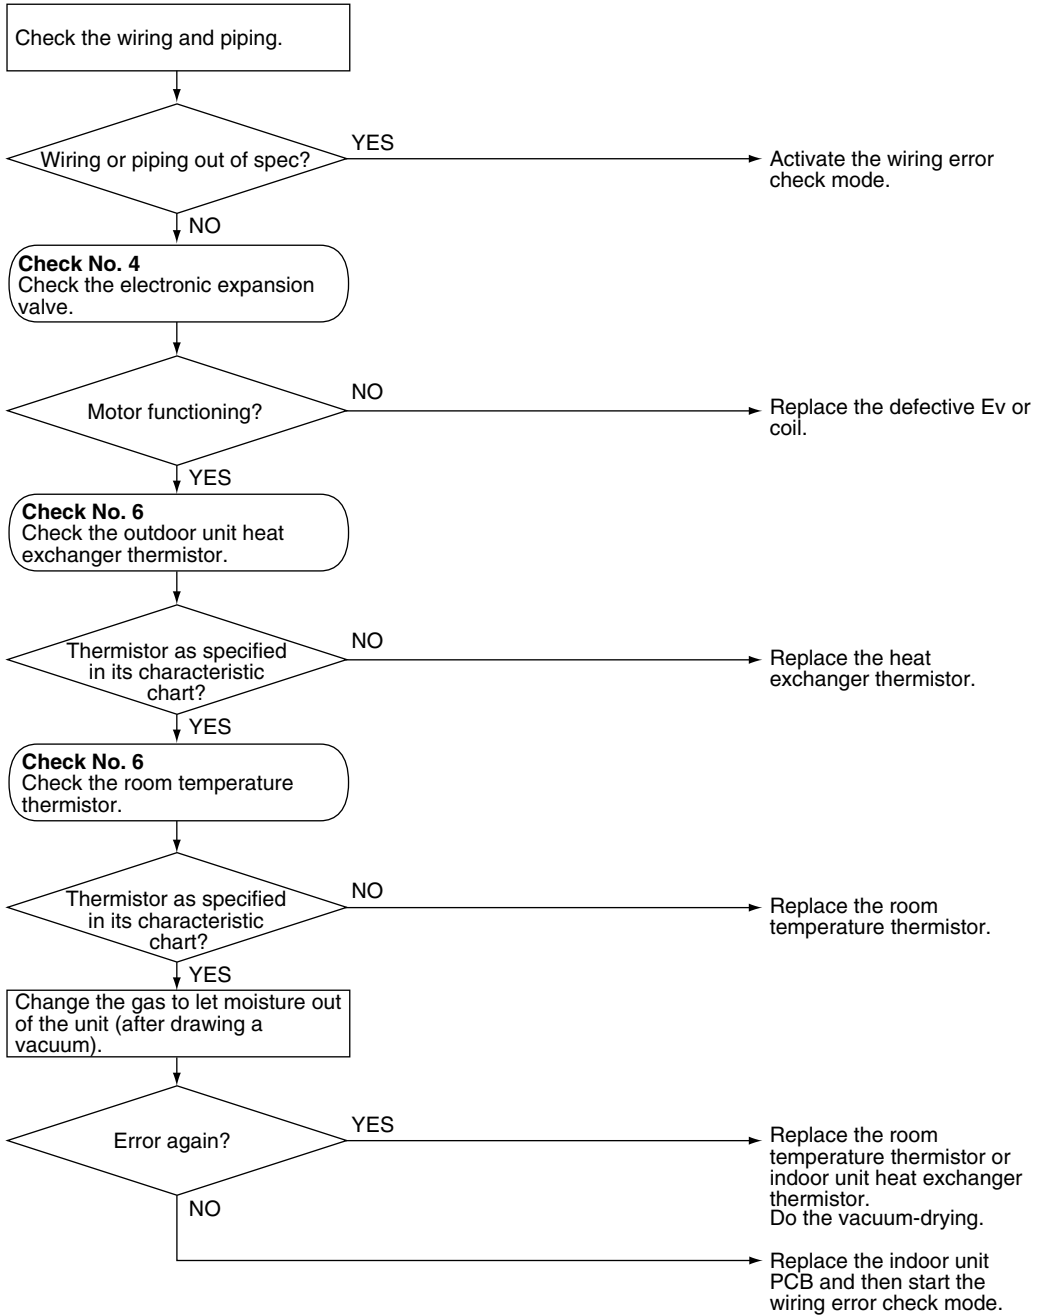 Check the wiring and piping.
Wiring or piping out of spec?
YES
Activate the wiring error
check mode.
NO
Check No. 4
Check the electronic expansion
valve.
Motor functioning?
NO
Replace the defective Ev or
coil.
YES
Check No. 6
Check the outdoor unit heat
exchanger thermistor.
Thermistor as specified
in its characteristic
chart?
NO
Replace the heat
exchanger thermistor.
YES
Check No. 6
Check the room temperature
thermistor.
Thermistor as specified
in its characteristic
chart?
NO
Replace the room
temperature thermistor.
YES
Change the gas to let moisture out
of the unit (after drawing a
vacuum).
Error again?
YES
Replace the room
temperature thermistor or
indoor unit heat exchanger
thermistor.
Do the vacuum-drying.
NO
Replace the indoor unit
PCB and then start the
wiring error check mode.